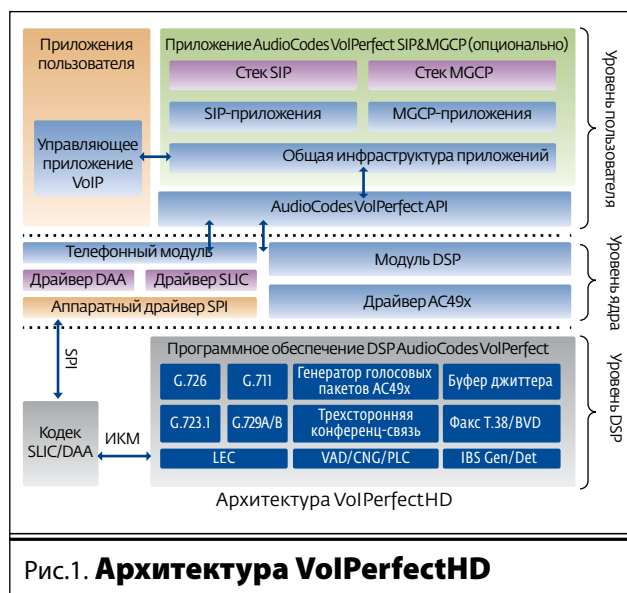 Приложения
пользователя
Приложение AudioCodes VolPerfect SIP&MGCP (опционально)
Стек SIP
Стек MGCP
SIP-приложения
MGCP-приложения
Управляющее
приложение
VoIP
Общая инфраструктура приложений
AudioCodes VolPerfect API
Уровень пользователя
Телефонный модуль
Модуль DSP
Драйвер DAA
Драйвер SLIC
Драйвер AC49x
Аппаратный драйвер SPI
Уровень ядра
SPI
Программное обеспечение DSP AudioCodes VolPerfect
G.726
G.711
Генератор голосовых
пакетов AC49x
Буфер джиттера
G.723.1
G.729A/B
Трехсторонняя
конференц-связь
Факс T.38/BVD
LEC
VAD/CNG/PLC
IBS Gen/Det
Кодек
SLIC/DAA
ИКМ
Уровень DSP
Архитектура VoIPerfectHD
Рис.1. Архитектура VolPerfectHD